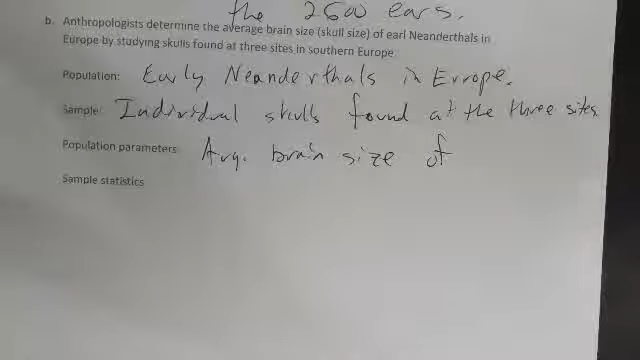 the 2600 ears.
b. Anthropologists determine the average brain size (skull size) of earl Neanderthals in
Europe by studying skulls found at three sites in southern Europe.
Population: Early Neanderthals in Europe.
Sample: Individual skulls found at the three sites.
Population parameters: Avg. brain size of
Sample statistics